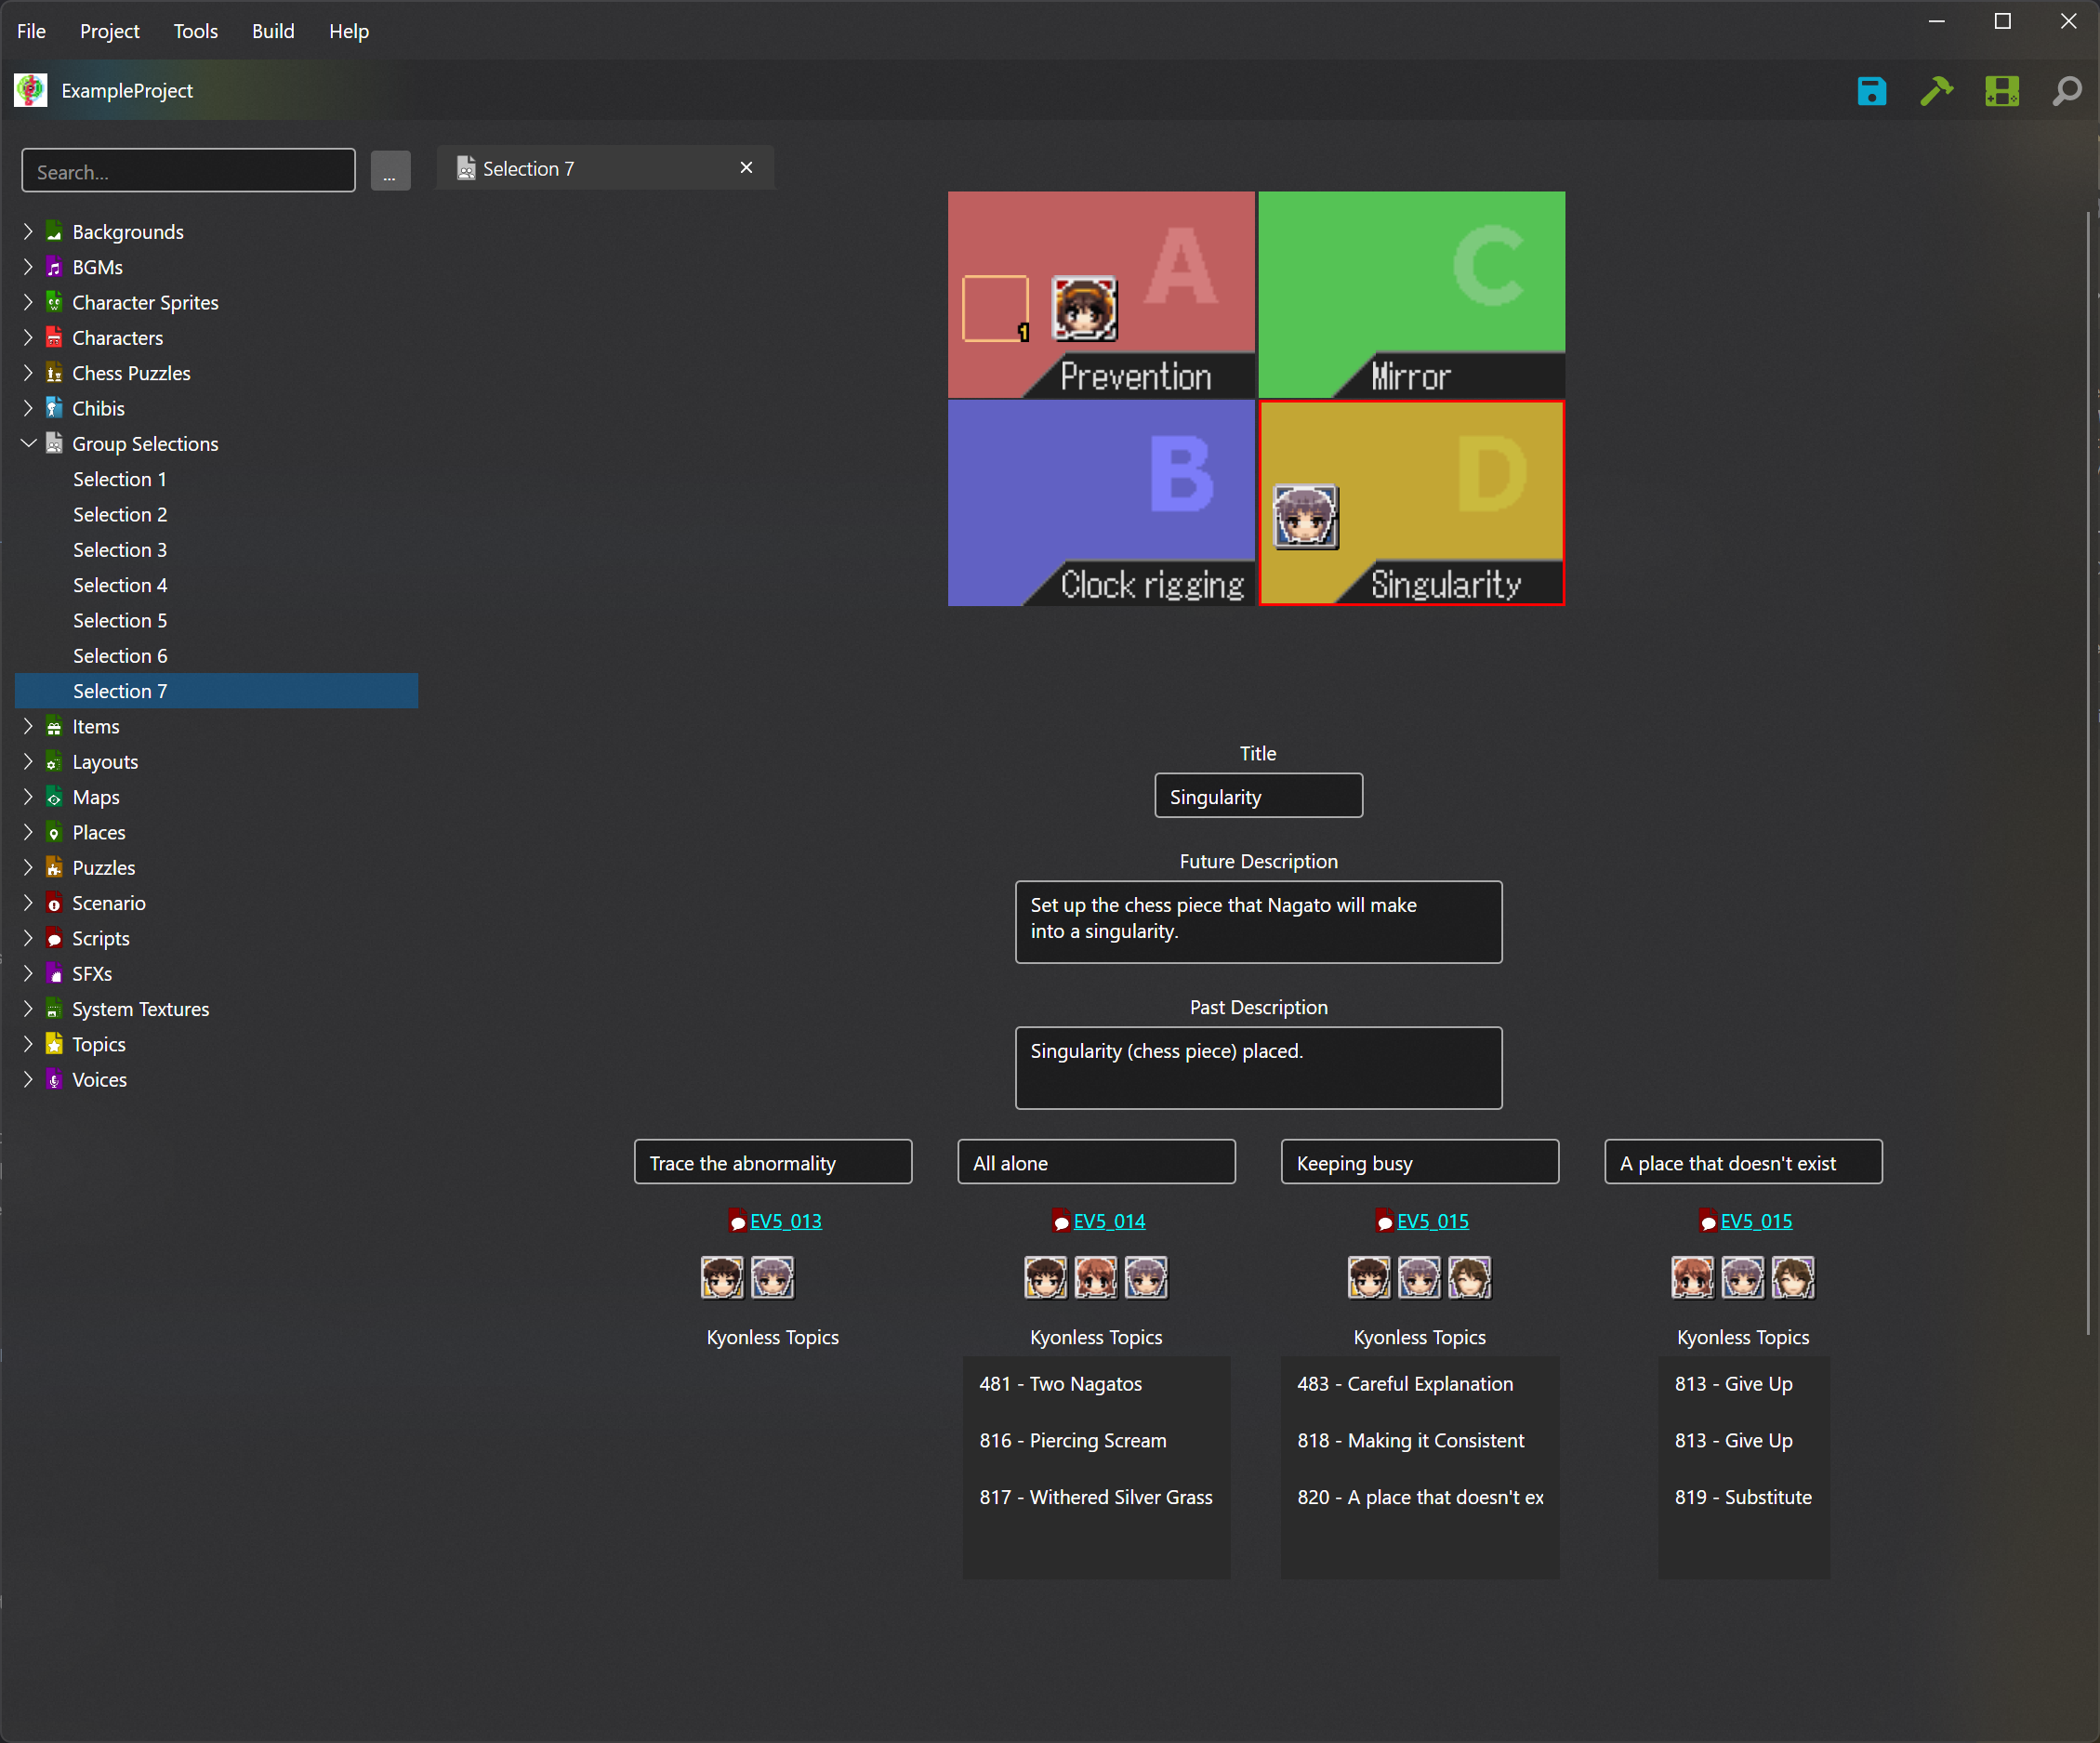 File Project Tools Build Help
ExampleProject
Search...
...
Selection 7
Backgrounds
BGMs
Character Sprites
Characters
Chess Puzzles
Chibis
Group Selections
Selection 1
Selection 2
Selection 3
Selection 4
Selection 5
Selection 6
Selection 7
Items
Layouts
Maps
Places
Puzzles
Scenario
Scripts
SFXs
System Textures
Topics
Voices
A
1
Prevention
C
Mirror
B
Clock rigging
D
Singularity
Title
Singularity
Future Description
Set up the chess piece that Nagato will make
into a singularity.
Past Description
Singularity (chess piece) placed.
Trace the abnormality
EV5_013
Kyonless Topics
All alone
EV5_014
Kyonless Topics
481 - Two Nagatos
816 - Piercing Scream
817 - Withered Silver Grass
Keeping busy
EV5_015
Kyonless Topics
483 - Careful Explanation
818 - Making it Consistent
820 - A place that doesn't ex
A place that doesn't exist
EV5_015
Kyonless Topics
813 - Give Up
813 - Give Up
819 - Substitute